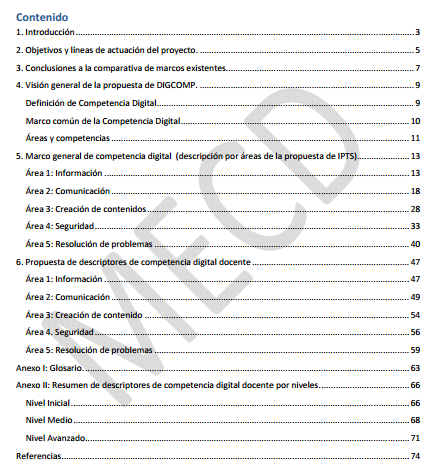 Contenido
1. Introducción 3
2. Objetivos y líneas de actuación del proyecto. 5
3. Conclusiones a la comparativa de marcos existentes. 7
4. Visión general de la propuesta de DIGCOMP. 9
Definición de Competencia Digital. 9
Marco común de la Competencia Digital. 10
Áreas y competencias 11
5. Marco general de competencia digital (descripción por áreas de la propuesta de IPTS) 13
Área 1: Información 13
Área 2: Comunicación 18
Área 3: Creación de contenidos 28
Área 4: Seguridad 33
Área 5: Resolución de problemas 40
6. Propuesta de descriptores de competencia digital docente 47
Área 1: Información 47
Área 2: Comunicación 49
Área 3: Creación de contenido 54
Área 4. Seguridad 56
Área 5: Resolución de problemas 59
Anexo I: Glosario. 63
Anexo II: Resumen de descriptores de competencia digital docente por niveles. 66
Nivel Inicial 66
Nivel Medio 68
Nivel Avanzado 71
Referencias 74
MECD